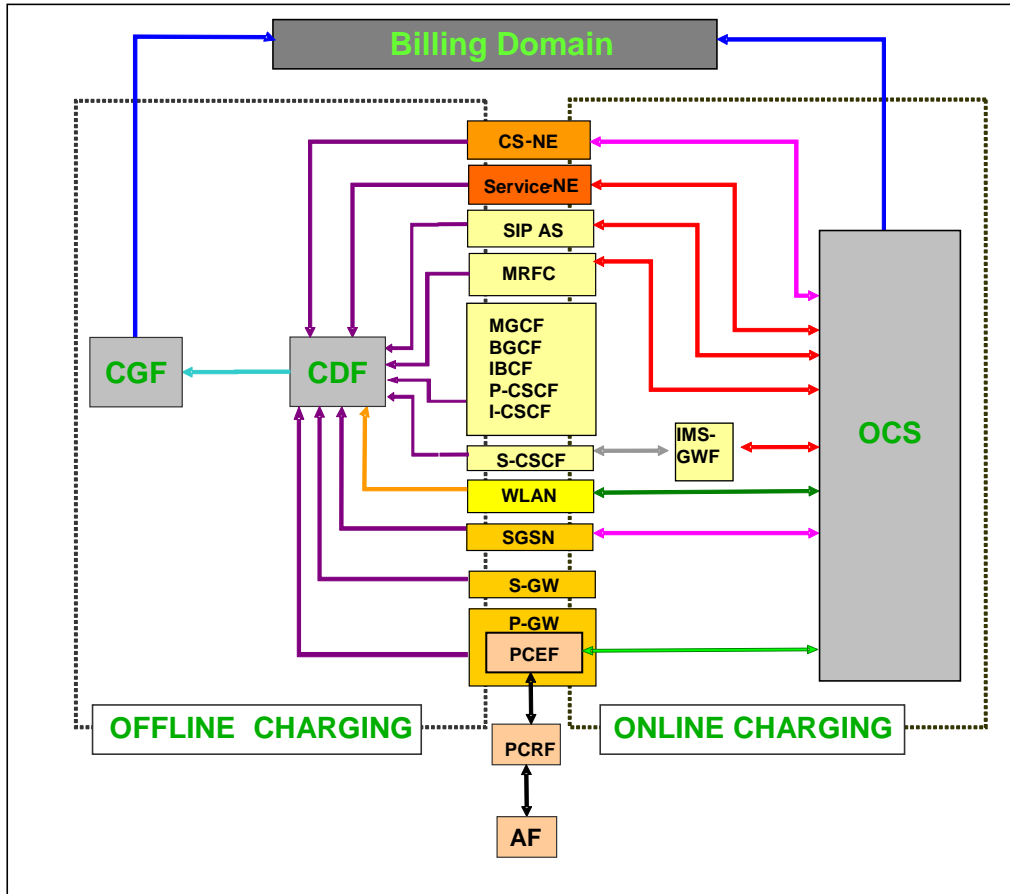 Billing Domain
CS-NE
Service-NE
SIP AS
MRFC
MGCF
BGCF
IBCF
P-CSCF
I-CSCF
CGF
CDF
OCS
S-CSCF
IMS-
GWF
WLAN
SGSN
S-GW
P-GW
PCEF
OFFLINE CHARGING
ONLINE CHARGING
PCRF
AF